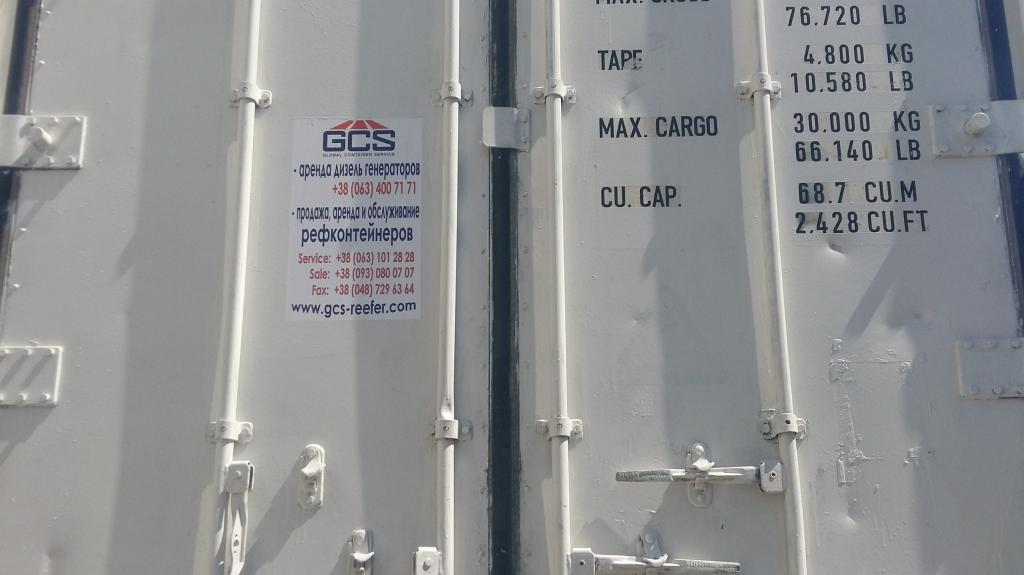 GCS
GLOBAL CONTAINER SERVICE
- аренда дизель генераторов
+38 (063) 400 71 71
- продажа, аренда и обслуживание
рефконтейнеров
Service: +38 (063) 101 28 28
Sale: +38 (093) 080 07 07
Fax: +38 (048) 729 63 64
www.gcs-reefer.com
76.720 LB
TAPE 4.800 KG
10.580 LB
MAX. CARGO 30.000 KG
66.140 LB
CU. CAP. 68.7 CU.M
2.428 CU.FT